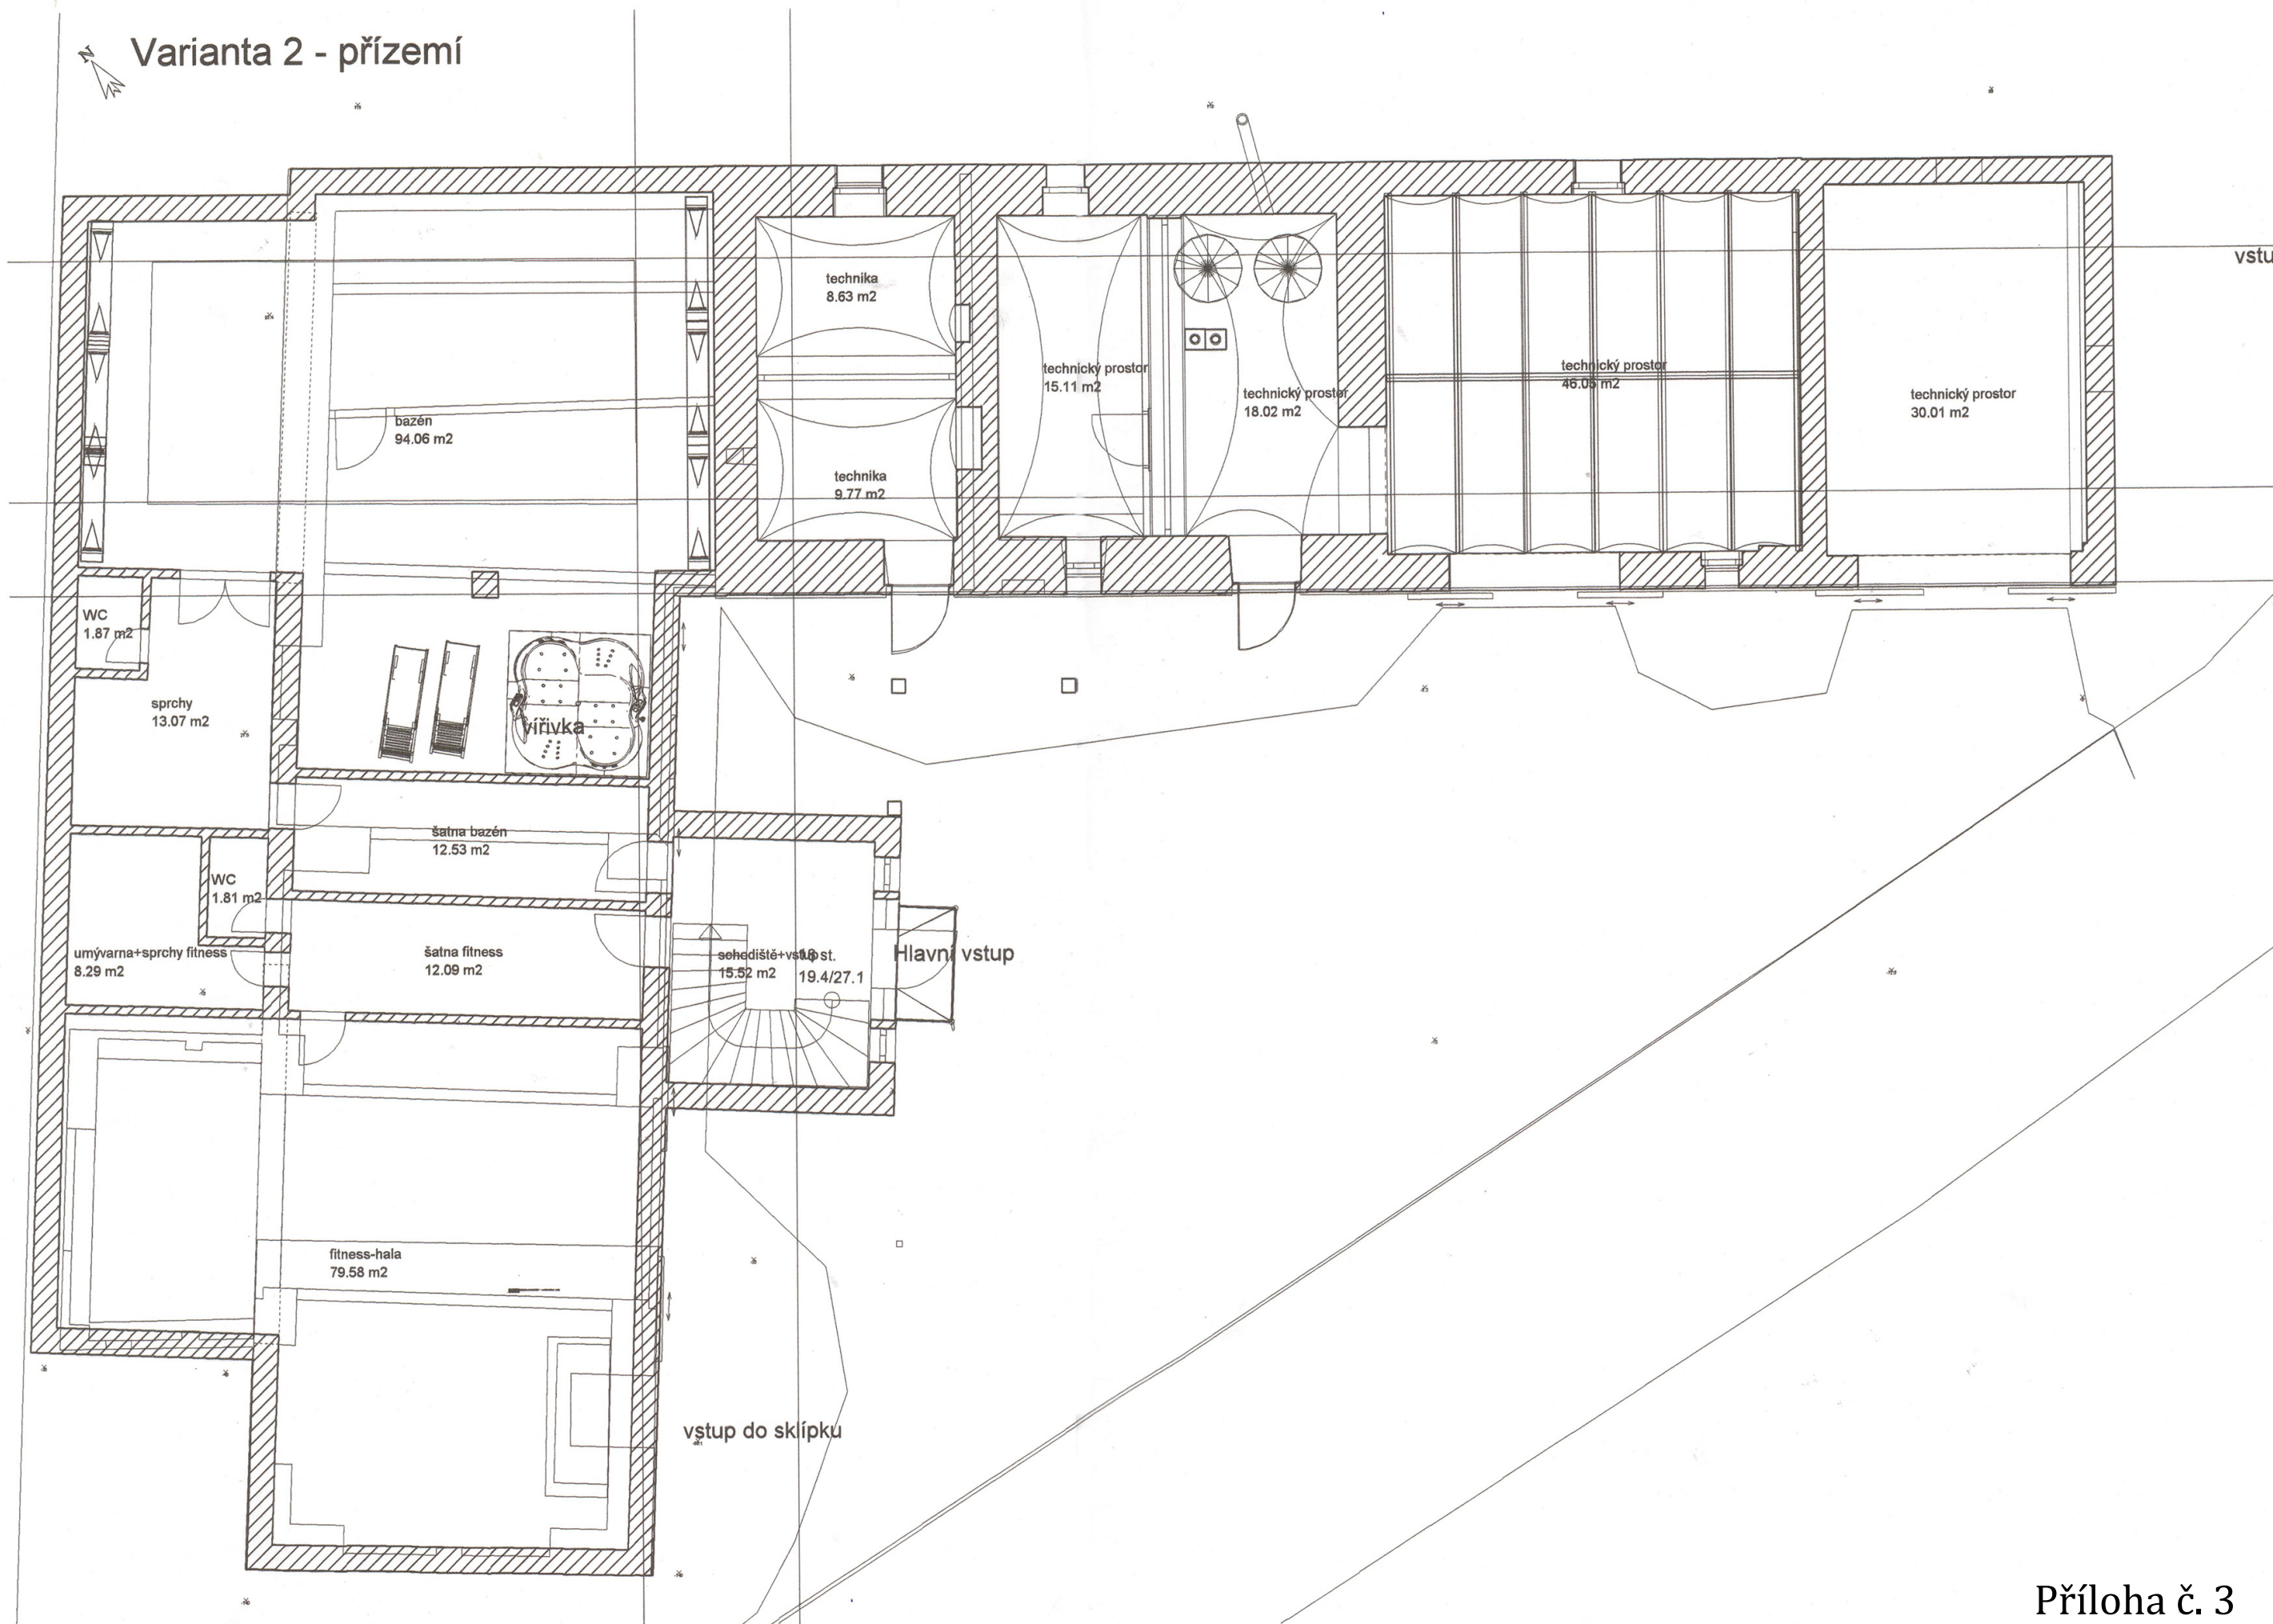 N
Varianta 2 - přízemí
vstu
technika
8.63 m2
technický prostor
15.11 m2
technický prostor
18.02 m2
technický prostor
46.05 m2
technický prostor
30.01 m2
bazén
94.06 m2
technika
9.77 m2
WC
1.87 m2
sprchy
13.07 m2
vířivka
šatna bazén
12.53 m2
WC
1.81 m2
umývarna+sprchy fitness
8.29 m2
šatna fitness
12.09 m2
schodiště+vstup
15.52 m2
18 st.
19.4/27.1
Hlavní vstup
fitness-hala
79.58 m2
vstup do sklípku
Příloha č. 3